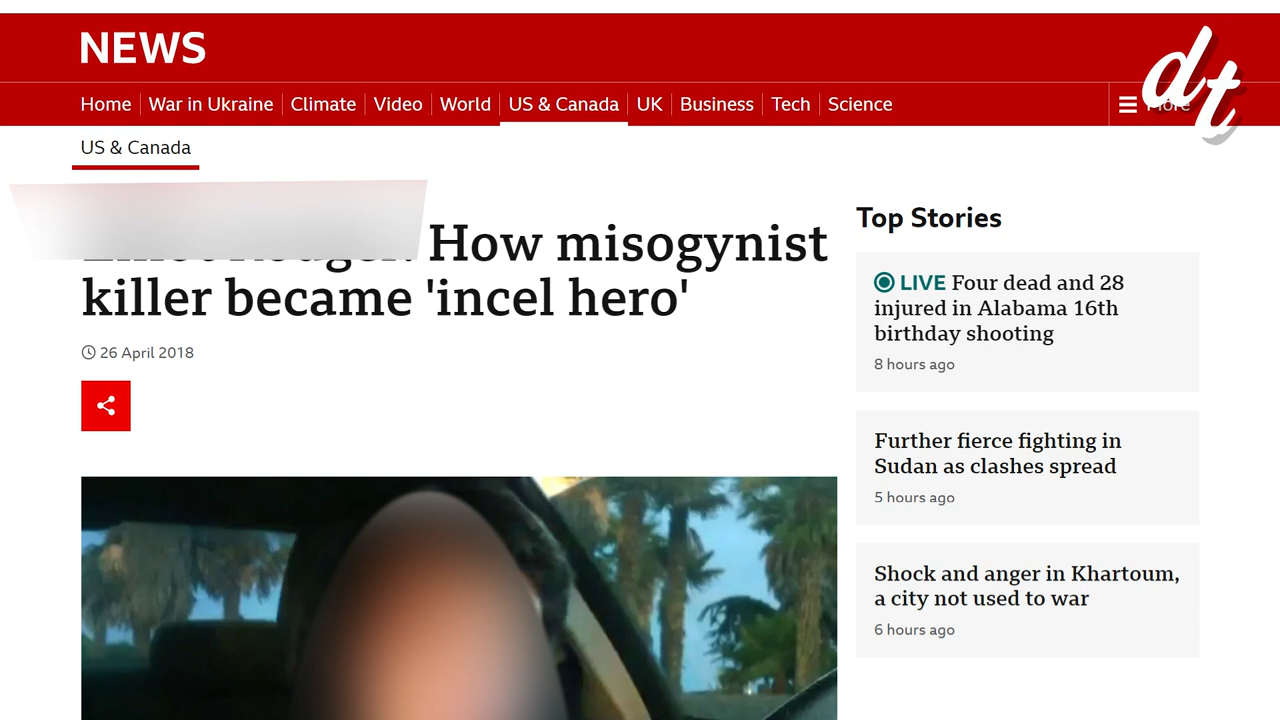 NEWS
dt
Home War in Ukraine Climate Video World US & Canada UK Business Tech Science More
US & Canada
How misogynist
killer became 'incel hero'
26 April 2018
Top Stories
LIVE Four dead and 28
injured in Alabama 16th
birthday shooting
8 hours ago
Further fierce fighting in
Sudan as clashes spread
5 hours ago
Shock and anger in Khartoum,
a city not used to war
6 hours ago